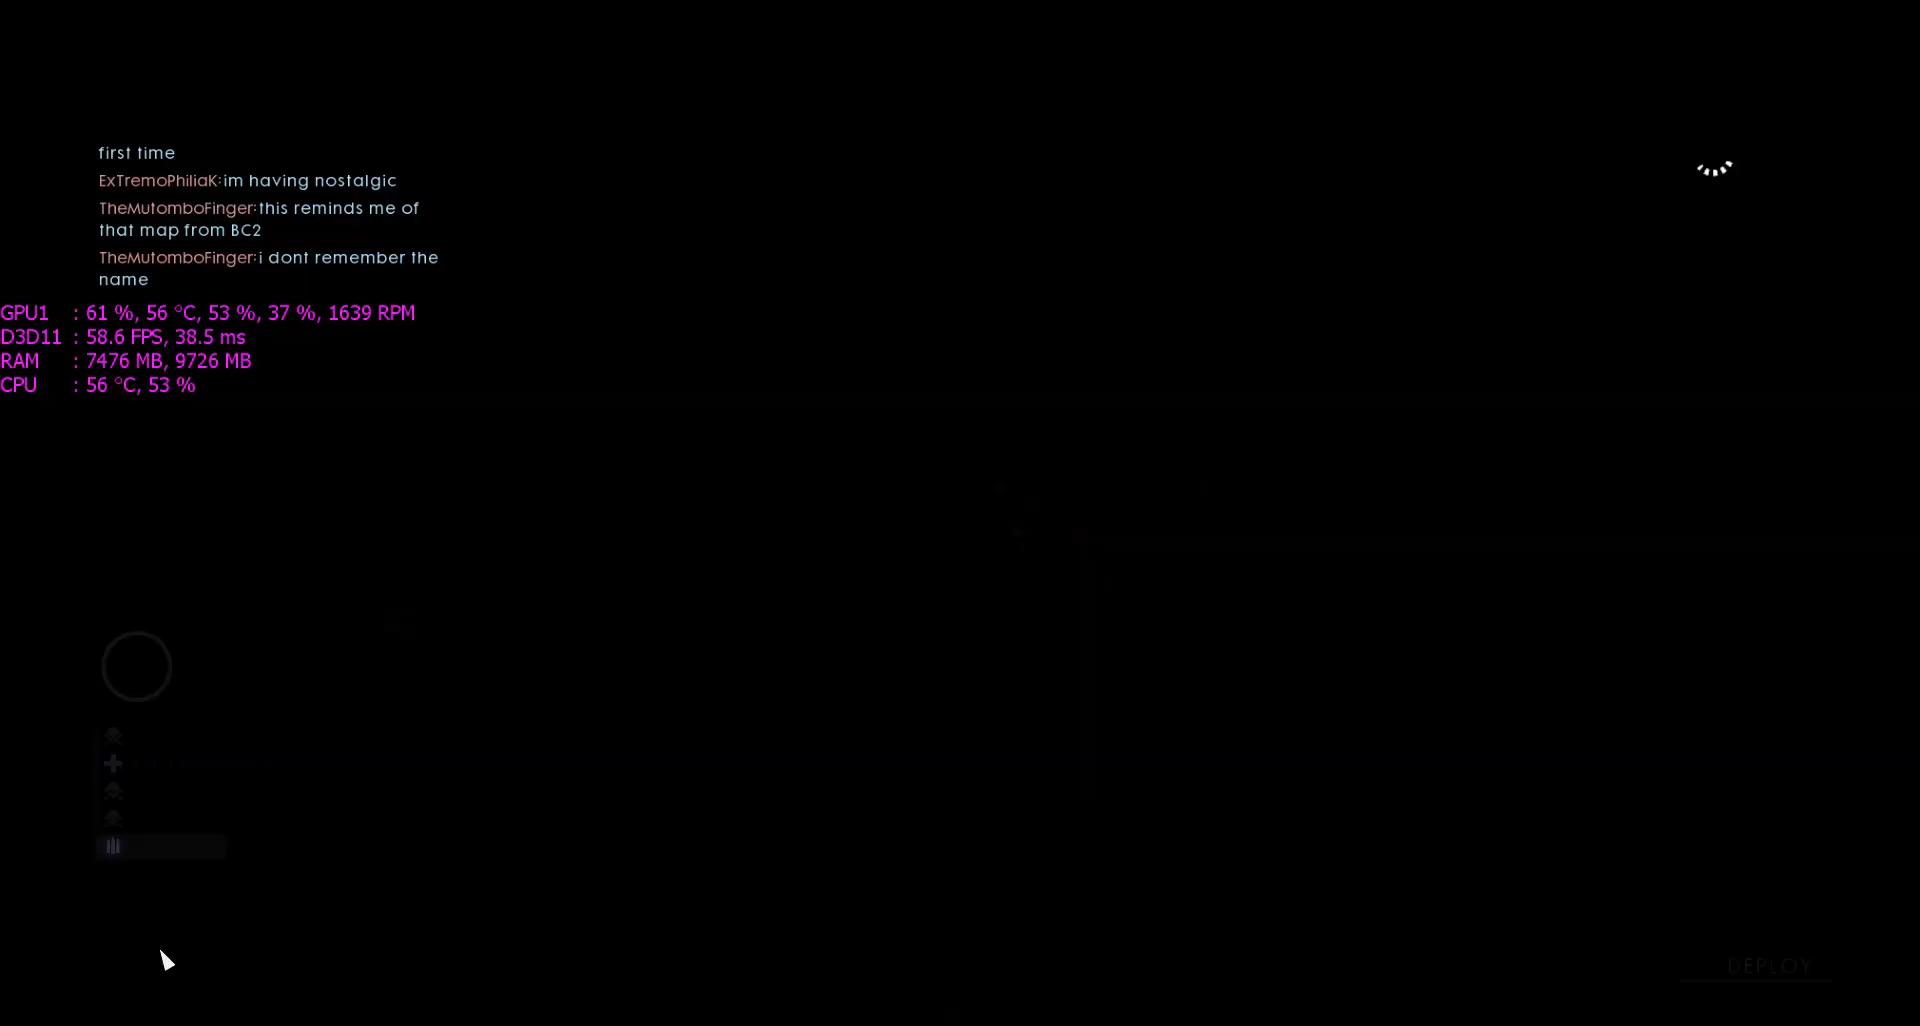 first time
ExTremoPhiliaK:im having nostalgic
TheMutomboFinger:this reminds me of
that map from BC2
TheMutomboFinger:i dont remember the
name
GPU1 : 61 %, 56 °C, 53 %, 37 %, 1639 RPM
D3D11 : 58.6 FPS, 38.5 ms
RAM : 7476 MB, 9726 MB
CPU : 56 °C, 53 %
DEPLOY